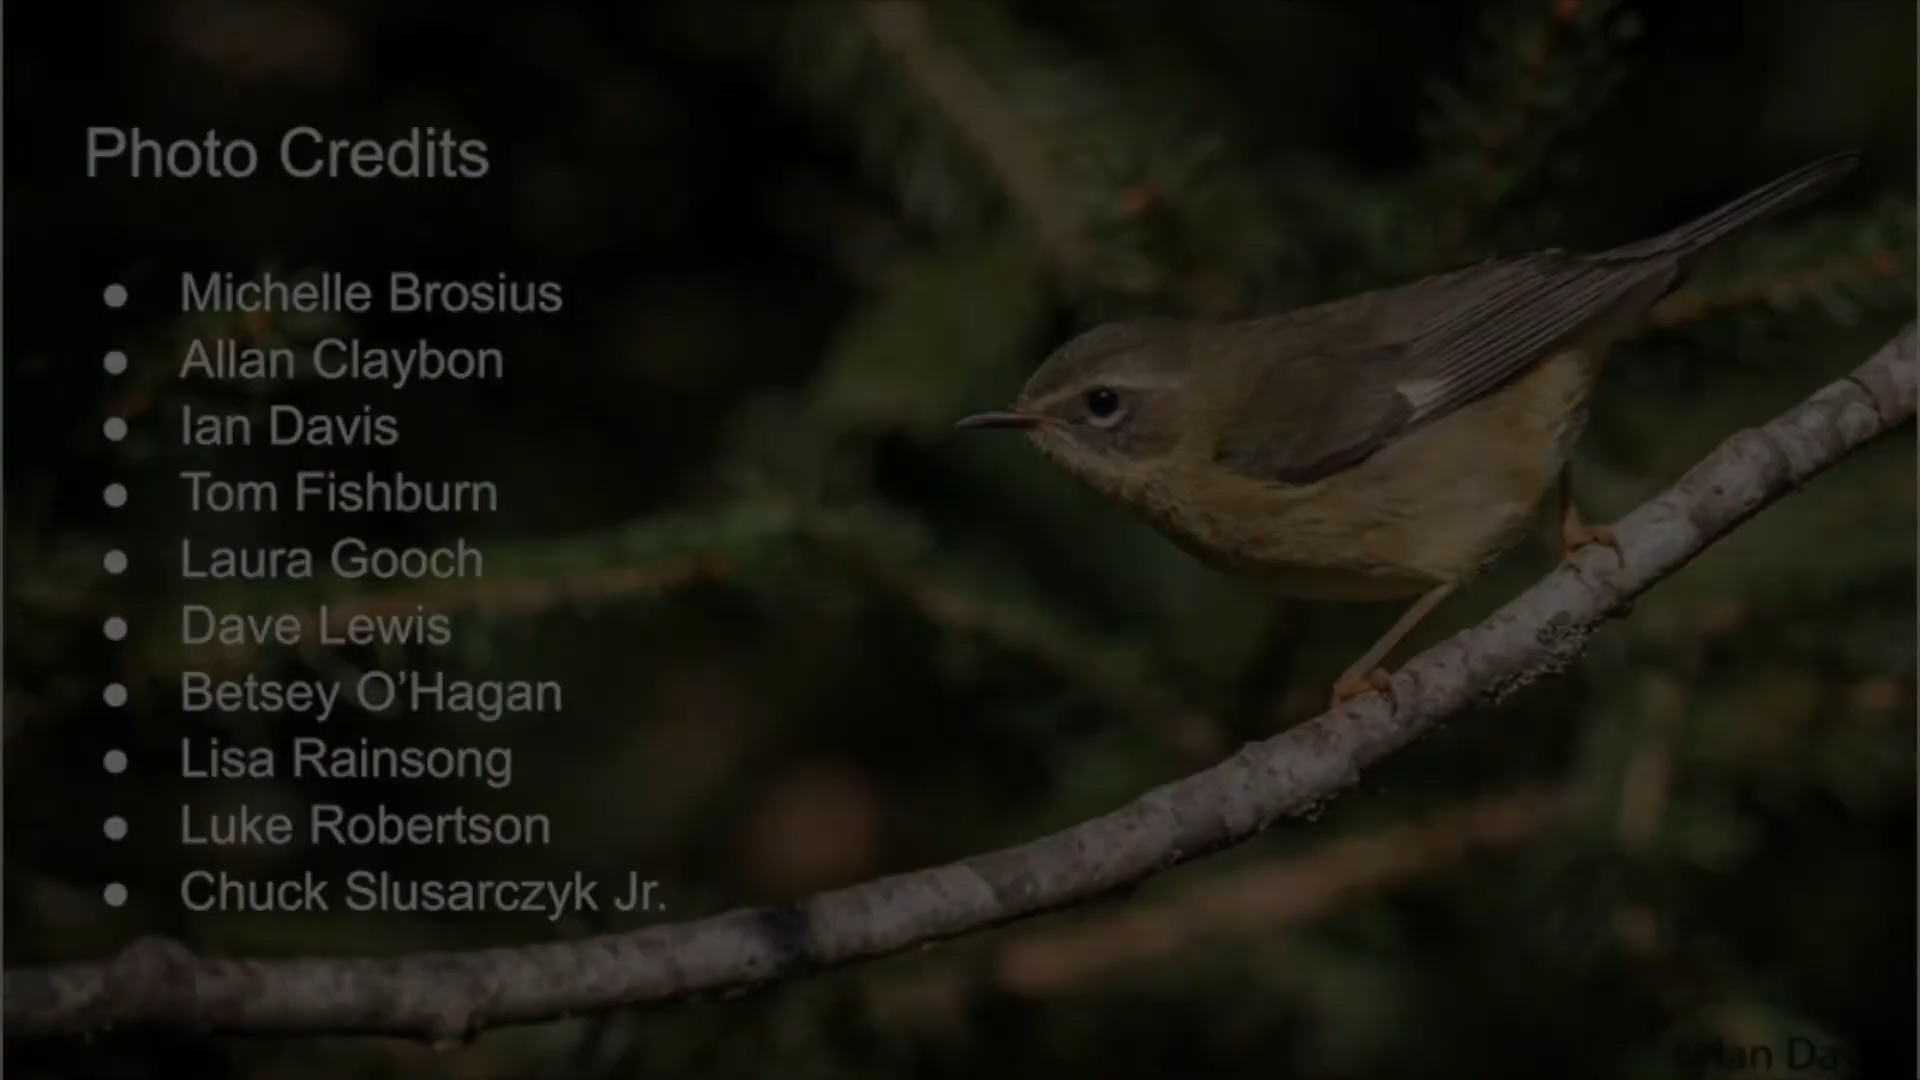 Photo Credits
● Michelle Brosius
● Allan Claybon
● Ian Davis
● Tom Fishburn
● Laura Gooch
● Dave Lewis
● Betsey O’Hagan
● Lisa Rainsong
● Luke Robertson
● Chuck Slusarczyk Jr.